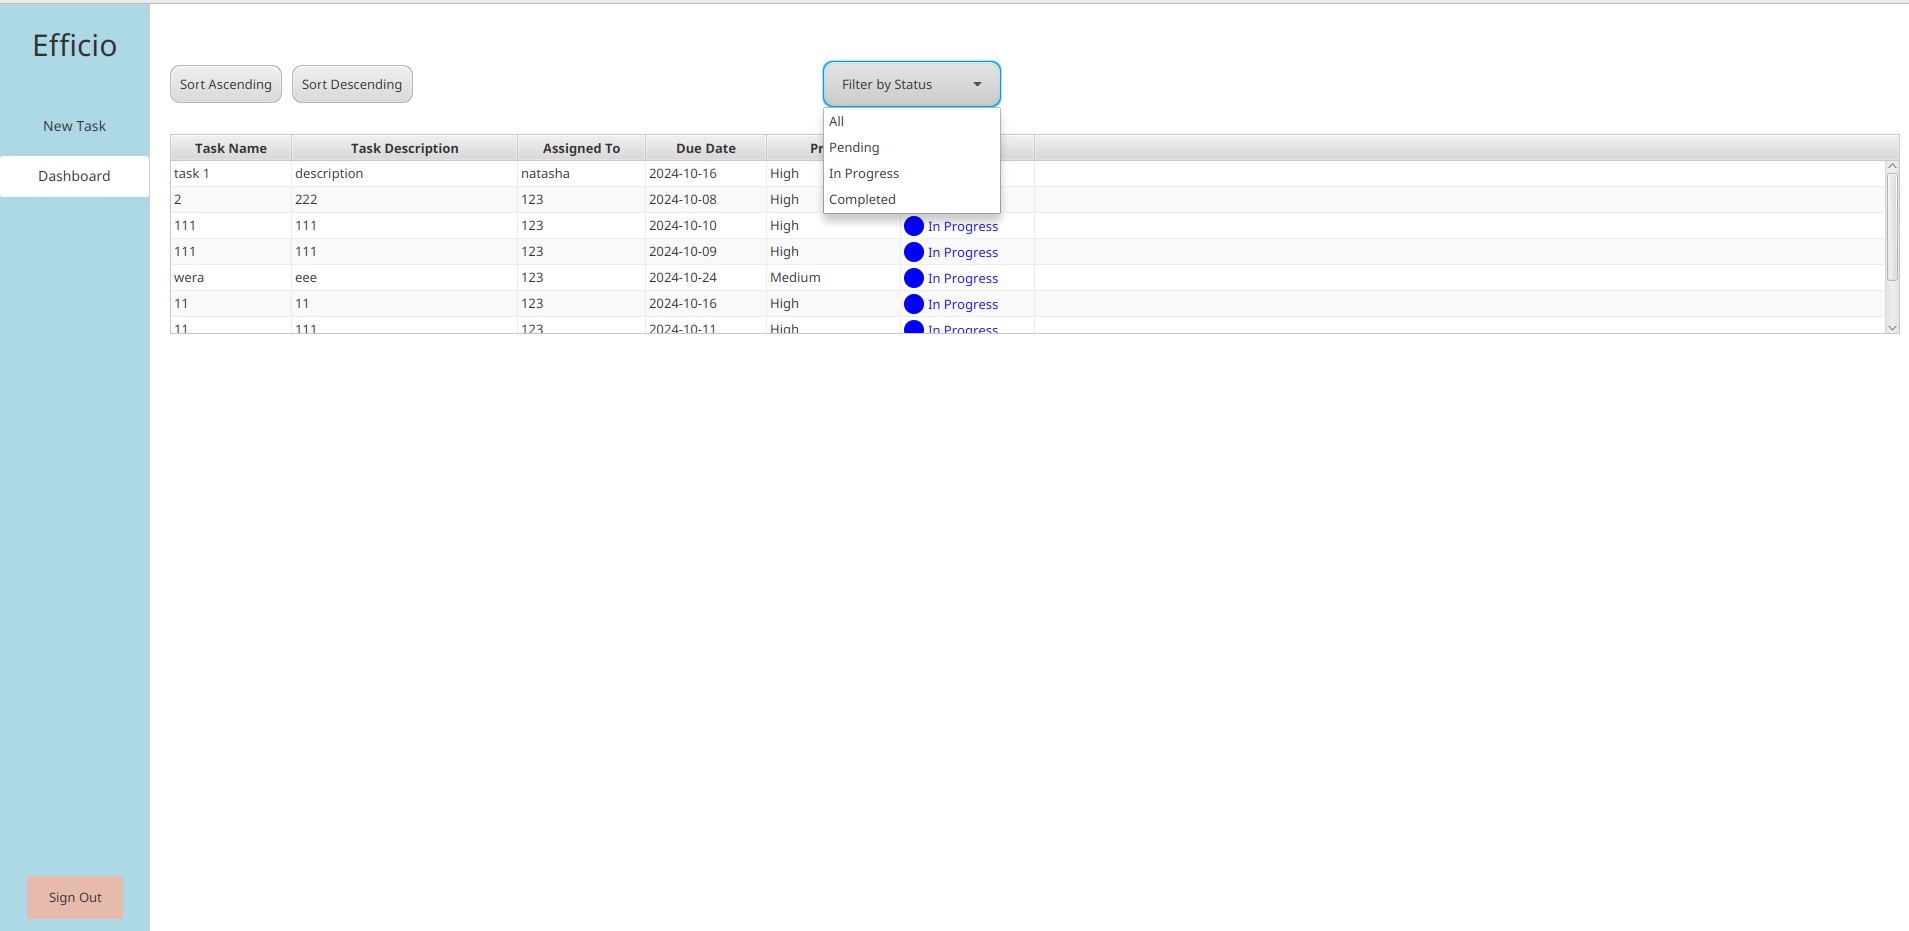 Efficio
New Task
Dashboard
Sign Out
Sort Ascending Sort Descending Filter by Status
All
Pending
In Progress
Completed
Task Name Task Description Assigned To Due Date Pr
task 1 description natasha 2024-10-16 High
2 222 123 2024-10-08 High
111 111 123 2024-10-10 High In Progress
111 111 123 2024-10-09 High In Progress
wera eee 123 2024-10-24 Medium In Progress
11 11 123 2024-10-16 High In Progress
11 111 123 2024-10-11 High In Progress